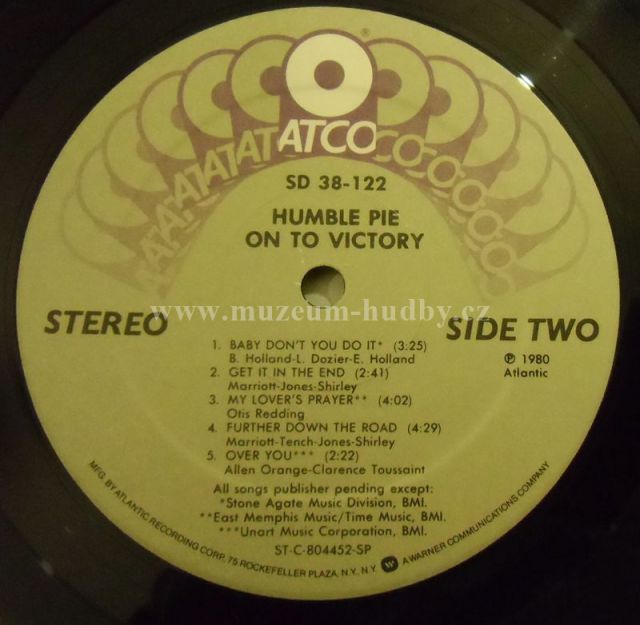 ATCO ®
SD 38-122
HUMBLE PIE
ON TO VICTORY
www.muzeum-hudby.cz
STEREO
SIDE TWO
1. BABY DON'T YOU DO IT* (3:25)
B. Holland-L. Dozier-E. Holland
2. GET IT IN THE END (2:41)
Marriott-Jones-Shirley
3. MY LOVER'S PRAYER** (4:02)
Otis Redding
4. FURTHER DOWN THE ROAD (4:29)
Marriott-Tench-Jones-Shirley
5. OVER YOU*** (2:22)
Allen Orange-Clarence Toussaint
℗ 1980
Atlantic
All songs publisher pending except:
*Stone Agate Music Division, BMI.
**East Memphis Music/Time Music, BMI.
***Unart Music Corporation, BMI.
ST-C-804452-SP
MFG. BY ATLANTIC RECORDING CORP. 75 ROCKEFELLER PLAZA, N.Y. N.Y. W A WARNER COMMUNICATIONS COMPANY